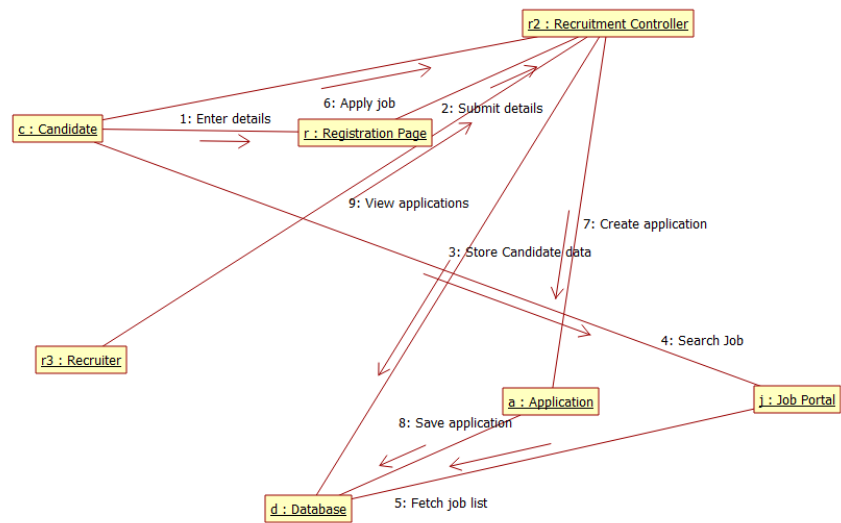 r2 : Recruitment Controller
6: Apply job
2: Submit details
1: Enter details
c : Candidate
r : Registration Page
9: View applications
7: Create application
3: Store Candidate data
4: Search Job
r3 : Recruiter
a : Application
j : Job Portal
8: Save application
5: Fetch job list
d : Database